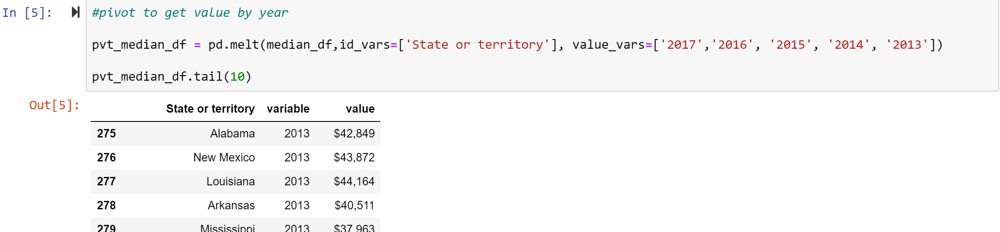 In [5]:
#pivot to get value by year
pvt_median_df = pd.melt(median_df,id_vars=['State or territory'], value_vars=['2017','2016', '2015', '2014', '2013'])
pvt_median_df.tail(10)
Out[5]:
State or territory variable value
275 Alabama 2013 $42,849
276 New Mexico 2013 $43,872
277 Louisiana 2013 $44,164
278 Arkansas 2013 $40,511
279 Mississippi 2013 $37,963